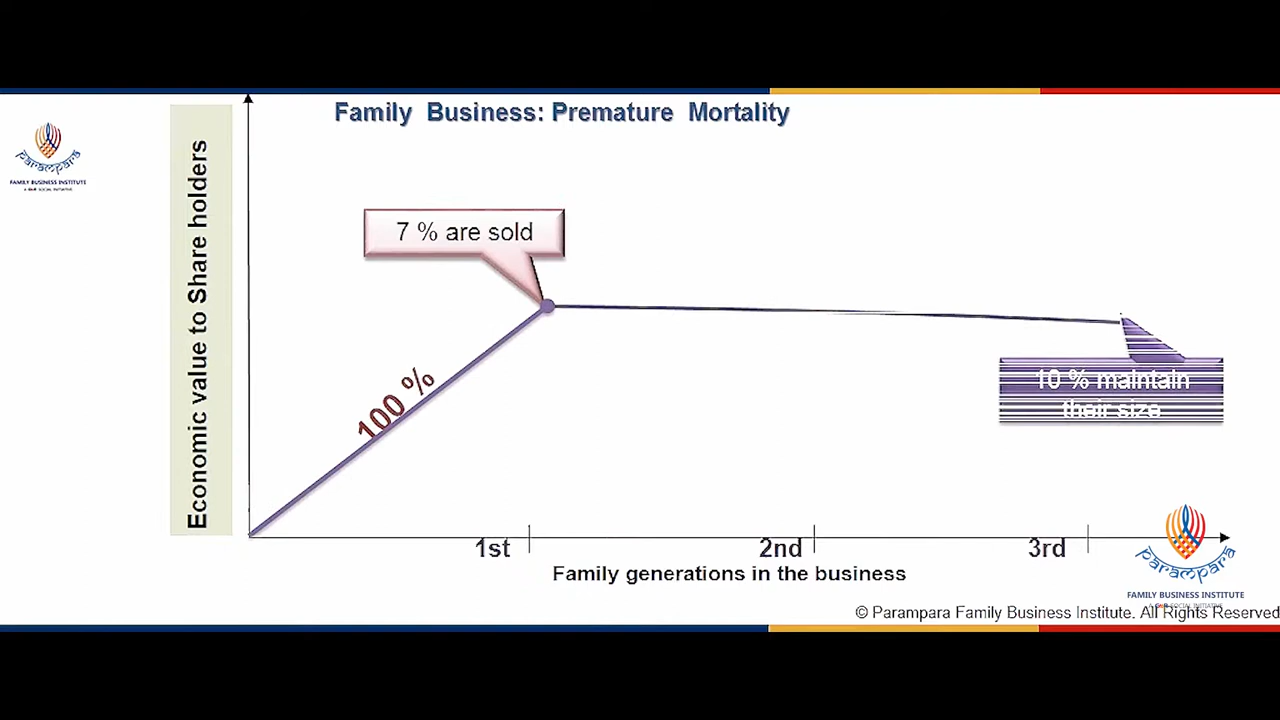 Family Business: Premature Mortality
parampara
FAMILY BUSINESS INSTITUTE
Economic value to Share holders
7 % are sold
100 %
10 % maintain
their size
1st
2nd
3rd
Family generations in the business
parampara
FAMILY BUSINESS INSTITUTE
© Parampara Family Business Institute. All Rights Reserved